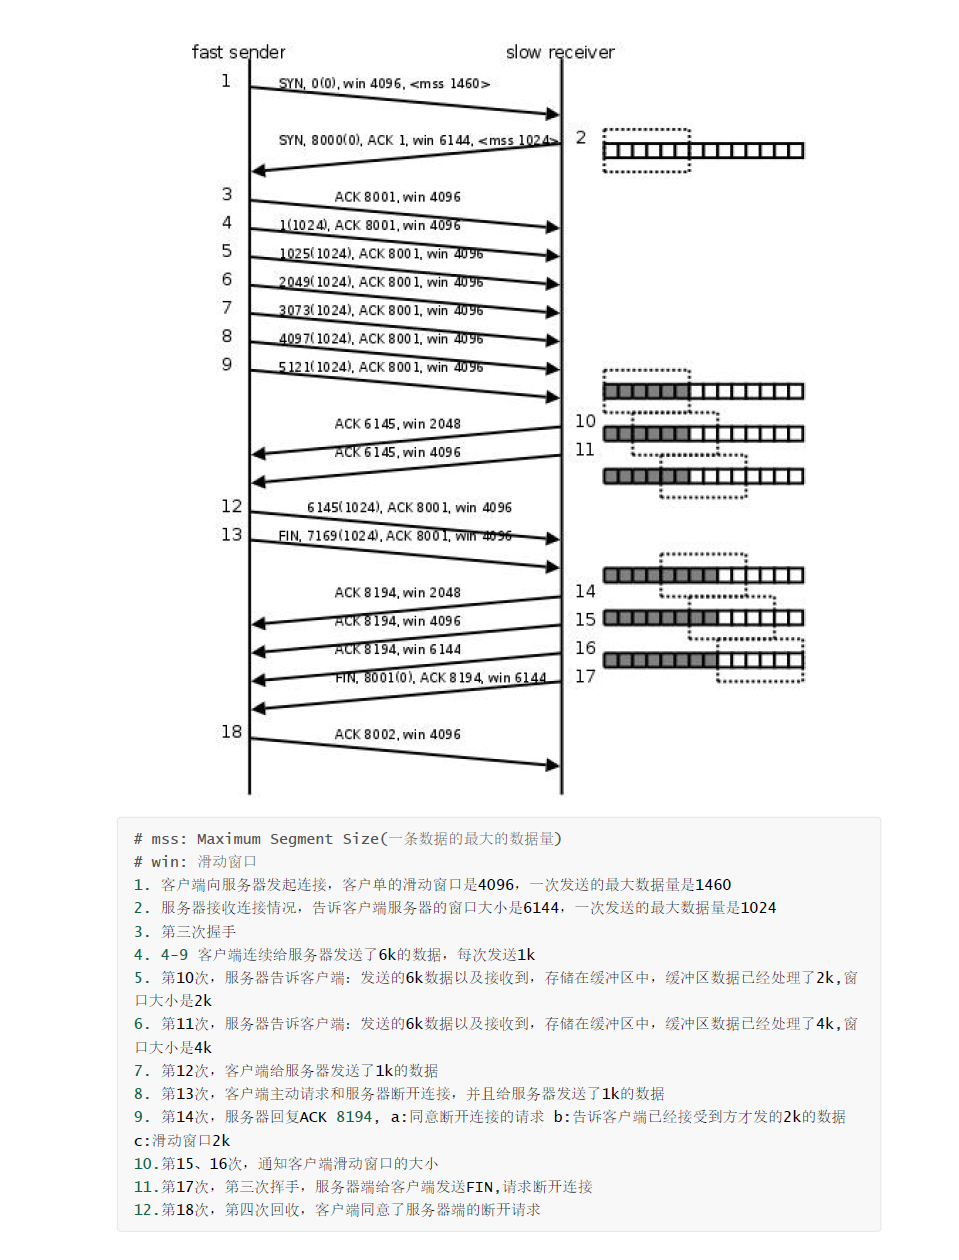 fast sender
slow receiver
1
SYN, 0(0), win 4096, <mss 1460>
SYN, 8000(0), ACK 1, win 6144, <mss 1024>
2
3
ACK 8001, win 4096
4
1(1024), ACK 8001, win 4096
5
1025(1024), ACK 8001, win 4096
6
2049(1024), ACK 8001, win 4096
7
3073(1024), ACK 8001, win 4096
8
4097(1024), ACK 8001, win 4096
9
5121(1024), ACK 8001, win 4096
ACK 6145, win 2048
10
ACK 6145, win 4096
11
12
6145(1024), ACK 8001, win 4096
13
FIN, 7169(1024), ACK 8001, win 4096
ACK 8194, win 2048
14
ACK 8194, win 4096
15
ACK 8194, win 6144
16
FIN, 8001(0), ACK 8194, win 6144
17
18
ACK 8002, win 4096
# mss: Maximum Segment Size(一条数据的最大的数据量)
# win: 滑动窗口
1. 客户端向服务器发起连接，客户单的滑动窗口是4096，一次发送的最大数据量是1460
2. 服务器接收连接情况，告诉客户端服务器的窗口大小是6144，一次发送的最大数据量是1024
3. 第三次握手
4. 4-9 客户端连续给服务器发送了6k的数据，每次发送1k
5. 第10次，服务器告诉客户端：发送的6k数据以及接收到，存储在缓冲区中，缓冲区数据已经处理了2k,窗
口大小是2k
6. 第11次，服务器告诉客户端：发送的6k数据以及接收到，存储在缓冲区中，缓冲区数据已经处理了4k,窗
口大小是4k
7. 第12次，客户端给服务器发送了1k的数据
8. 第13次，客户端主动请求和服务器断开连接，并且给服务器发送了1k的数据
9. 第14次，服务器回复ACK 8194, a:同意断开连接的请求 b:告诉客户端已经接受到方才发的2k的数据
c:滑动窗口2k
10.第15、16次，通知客户端滑动窗口的大小
11.第17次，第三次挥手，服务器端给客户端发送FIN,请求断开连接
12.第18次，第四次回收，客户端同意了服务器端的断开请求